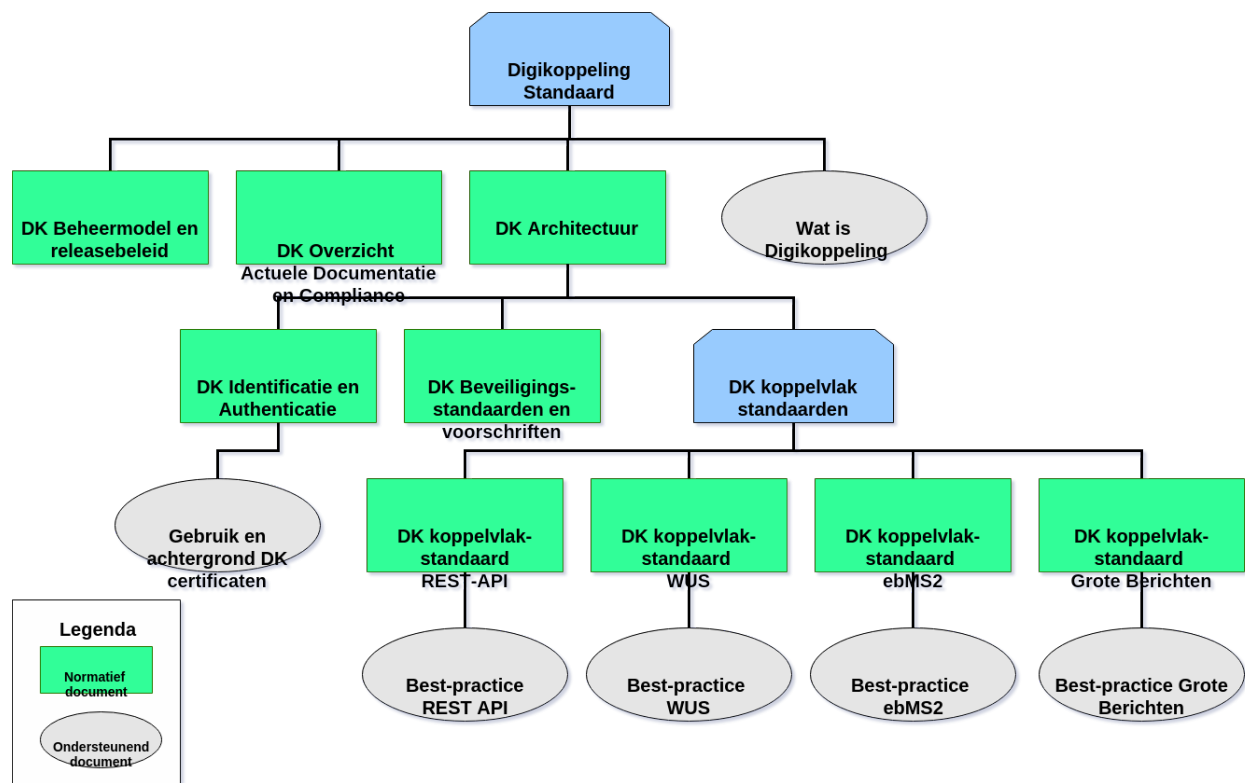 Digikoppeling
Standaard
DK Beheermodel en
releasebeleid
DK Overzicht
Actuele Documentatie
en Compliance
DK Architectuur
Wat is
Digikoppeling
DK Identificatie en
Authenticatie
DK Beveiligings-
standaarden en
voorschriften
DK koppelvlak
standaarden
Gebruik en
achtergrond DK
certificaten
DK koppelvlak-
standaard
REST-API
DK koppelvlak-
standaard
WUS
DK koppelvlak-
standaard
ebMS2
DK koppelvlak-
standaard
Grote Berichten
Best-practice
REST API
Best-practice
WUS
Best-practice
ebMS2
Best-practice Grote
Berichten
Legenda
Normatief
document
Ondersteunend
document